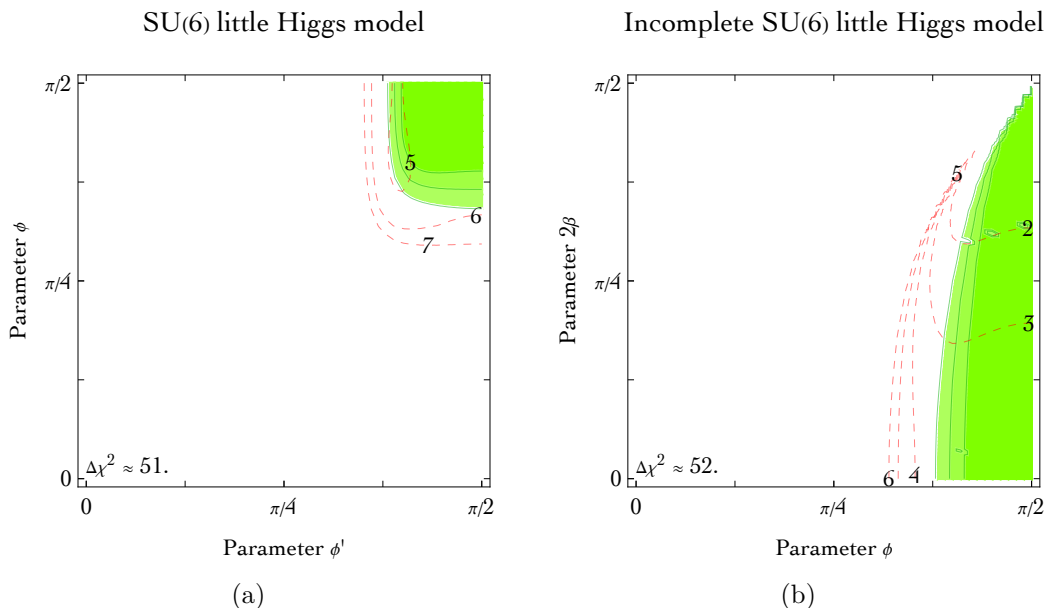 SU(6) little Higgs model
π/2
π/4
0
Parameter ϕ
5
6
7
Δχ² ≈ 51.
0
π/4
π/2
Parameter ϕ'
(a)
Incomplete SU(6) little Higgs model
π/2
π/4
0
Parameter 2β
5
2
3
6
4
Δχ² ≈ 52.
0
π/4
π/2
Parameter ϕ
(b)